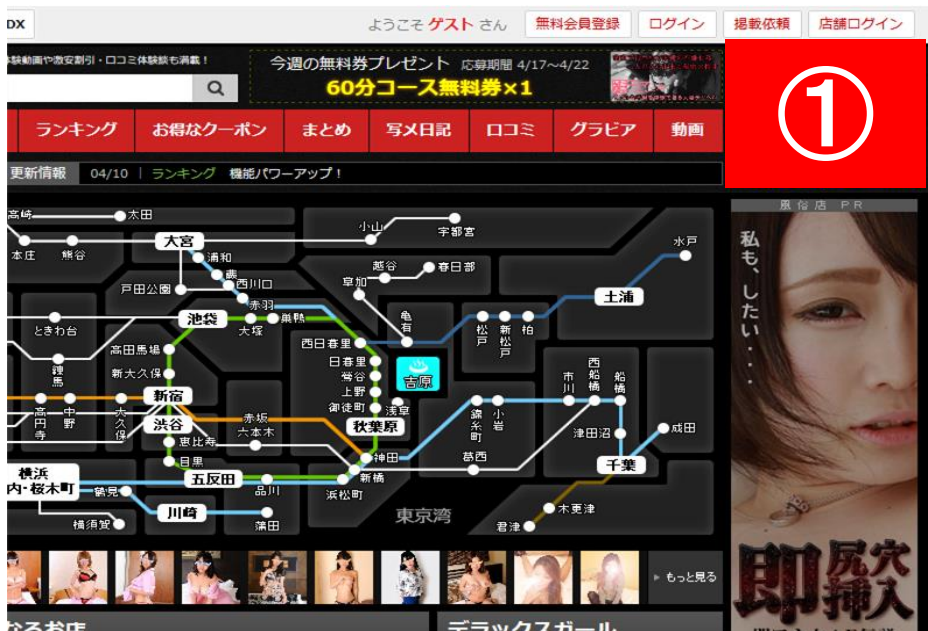 DX
ようこそ ゲスト さん
無料会員登録
ログイン
掲載依頼
店舗ログイン
体験動画や激安割引・口コミ体験談も満載！
今週の無料券プレゼント 応募期間 4/17～4/22
60分コース無料券×1
①
ランキング
お得なクーポン
まとめ
写メ日記
口コミ
グラビア
動画
更新情報
04/10 | ランキング 機能パワーアップ！
風俗店 PR
高崎
太田
小山
宇都宮
水戸
本庄
熊谷
大宮
浦和
蕨
西川口
戸田公園
赤羽
越谷
春日部
草加
土浦
ときわ台
池袋
大塚
巣鴨
亀有
松戸
新松戸
柏
西日暮里
高田馬場
日暮里
鶯谷
吉原
練馬
新大久保
上野
市川
西船橋
船橋
新宿
御徒町
浅草
高円寺
中野
大久保
渋谷
赤坂
六本木
秋葉原
錦糸町
小岩
津田沼
成田
恵比寿
目黒
神田
葛西
千葉
横浜
内・桜木町
五反田
品川
新橋
浜松町
鶴見
川崎
蒲田
横須賀
東京湾
木更津
君津
私も、したい・・・・
もっと見る
即尻穴挿入
なるお店
デラックスガール